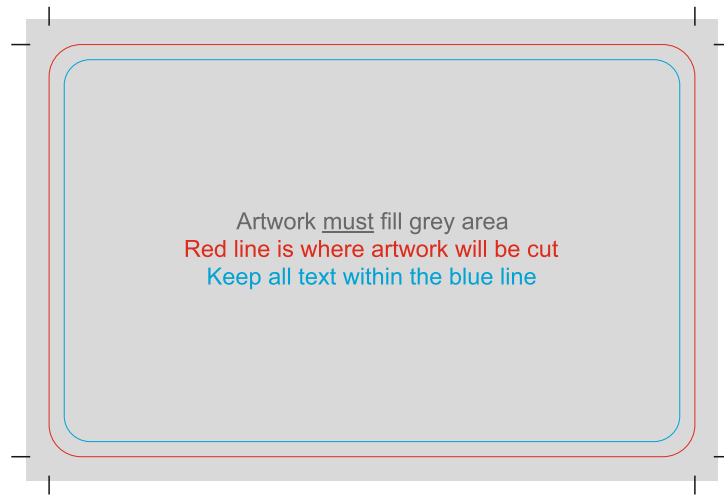 Artwork must fill grey area
Red line is where artwork will be cut
Keep all text within the blue line